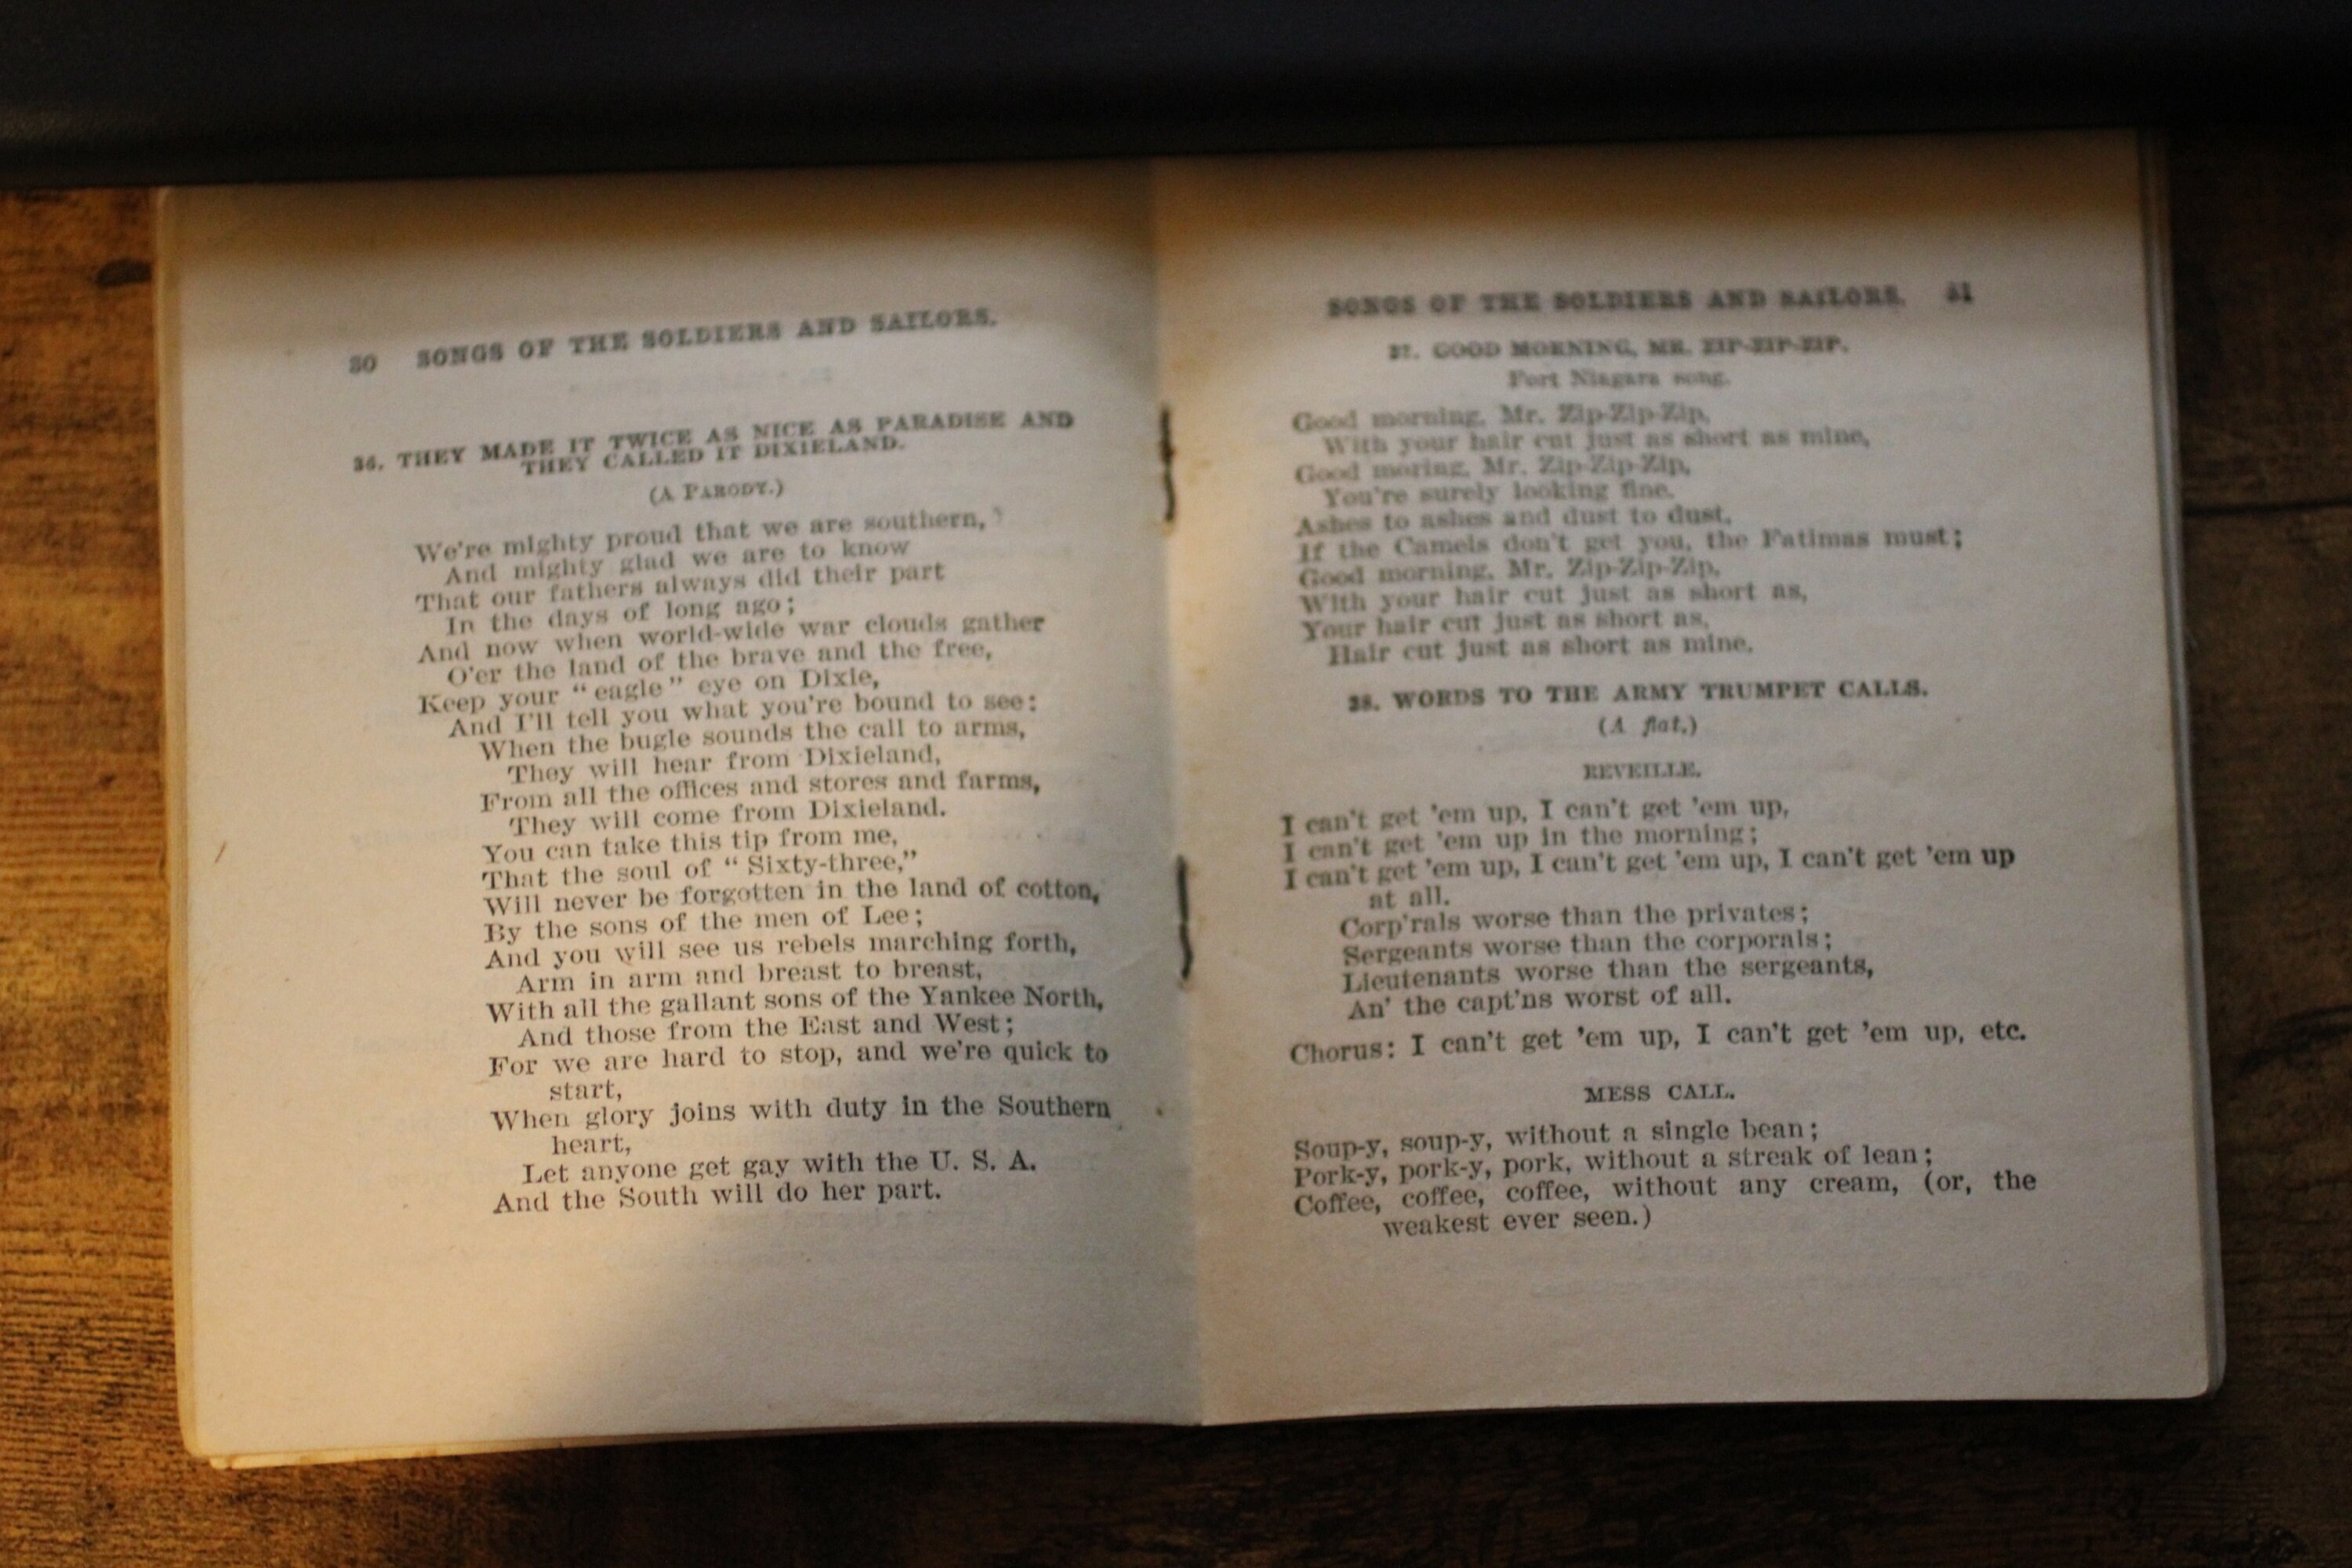 30 SONGS OF THE SOLDIERS AND SAILORS.
36. THEY MADE IT TWICE AS NICE AS PARADISE AND
THEY CALLED IT DIXIELAND.
(A PARODY.)
We're mighty proud that we are southern,
And mighty glad we are to know
That our fathers always did their part
In the days of long ago;
And now when world-wide war clouds gather
O'er the land of the brave and the free,
Keep your "eagle" eye on Dixie,
And I'll tell you what you're bound to see:
When the bugle sounds the call to arms,
They will hear from Dixieland,
From all the offices and stores and farms,
They will come from Dixieland.
You can take this tip from me,
That the soul of "Sixty-three,"
Will never be forgotten in the land of cotton,
By the sons of the men of Lee;
And you will see us rebels marching forth,
Arm in arm and breast to breast,
With all the gallant sons of the Yankee North,
And those from the East and West;
For we are hard to stop, and we're quick to
start,
When glory joins with duty in the Southern
heart,
Let anyone get gay with the U. S. A.
And the South will do her part.
SONGS OF THE SOLDIERS AND SAILORS. 31
37. GOOD MORNING, MR. ZIP-ZIP-ZIP.
Fort Niagara song.
Good morning, Mr. Zip-Zip-Zip,
With your hair cut just as short as mine,
Good moring, Mr. Zip-Zip-Zip,
You're surely looking fine.
Ashes to ashes and dust to dust,
If the Camels don't get you, the Fatimas must;
Good morning, Mr. Zip-Zip-Zip,
With your hair cut just as short as,
Your hair cut just as short as,
Hair cut just as short as mine.
38. WORDS TO THE ARMY TRUMPET CALLS.
(A flat.)
REVEILLE.
I can't get 'em up, I can't get 'em up,
I can't get 'em up in the morning;
I can't get 'em up, I can't get 'em up, I can't get 'em up
at all.
Corp'rals worse than the privates;
Sergeants worse than the corporals;
Lieutenants worse than the sergeants,
An' the capt'ns worst of all.
Chorus: I can't get 'em up, I can't get 'em up, etc.
MESS CALL.
Soup-y, soup-y, without a single bean;
Pork-y, pork-y, pork, without a streak of lean;
Coffee, coffee, coffee, without any cream, (or, the
weakest ever seen.)